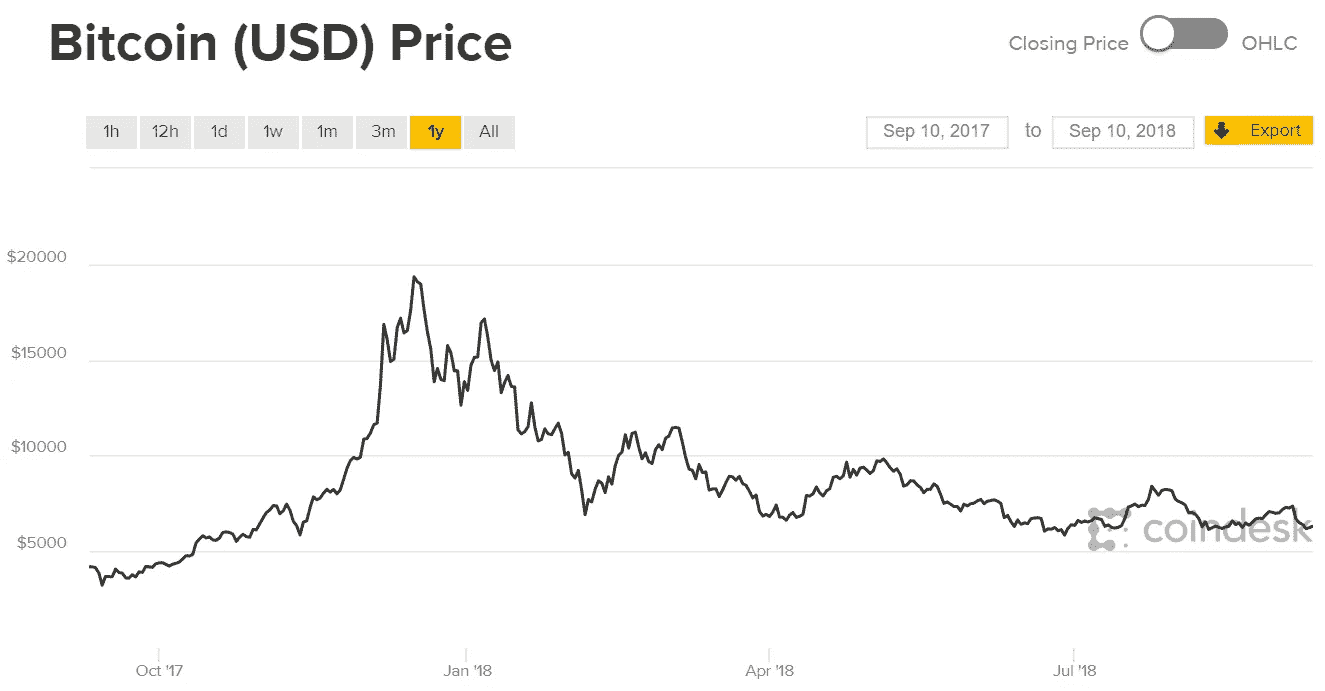 Bitcoin (USD) Price
Closing Price OHLC
1h 12h 1d 1w 1m 3m 1y All Sep 10, 2017 to Sep 10, 2018 Export
$20000
$15000
$10000
$5000
coindesk
Oct '17 Jan '18 Apr '18 Jul '18